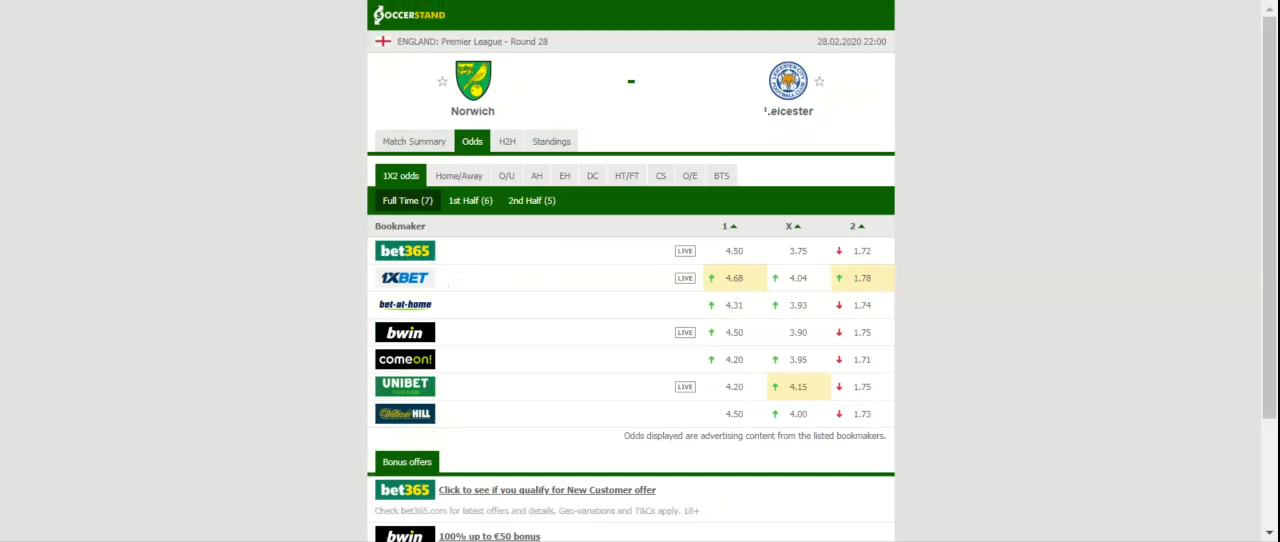 SOCCERSTAND
ENGLAND: Premier League - Round 28 28.02.2020 22:00
-
Norwich Leicester
Match Summary Odds H2H Standings
1X2 odds Home/Away O/U AH EH DC HT/FT CS O/E BTS
Full Time (7) 1st Half (6) 2nd Half (5)
Bookmaker 1 X 2
bet365 LIVE 4.50 3.75 1.72
1XBET LIVE 4.68 4.04 1.78
bet-at-home 4.31 3.93 1.74
bwin LIVE 4.50 3.90 1.75
comeon! 4.20 3.95 1.71
UNIBET LIVE 4.20 4.15 1.75
William HILL 4.50 4.00 1.73
Odds displayed are advertising content from the listed bookmakers.
Bonus offers
bet365 Click to see if you qualify for New Customer offer
Check bet365.com for latest offers and details. Geo-variations and T&Cs apply. 18+
bwin 100% up to €50 bonus